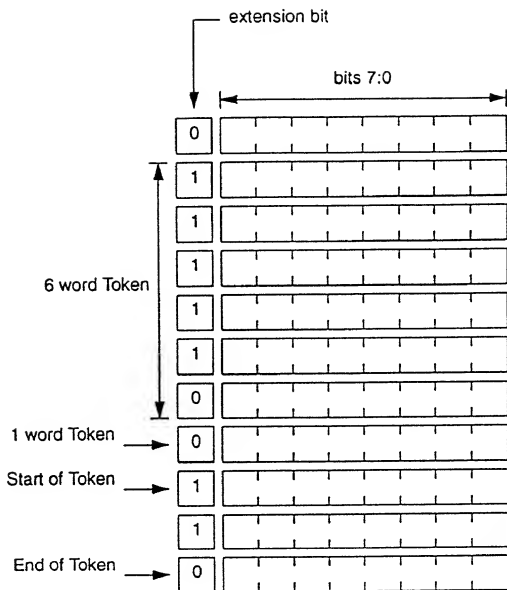 extension bit
bits 7:0
0
1
1
1
6 word Token
1
1
0
1 word Token
0
Start of Token
1
1
End of Token
0